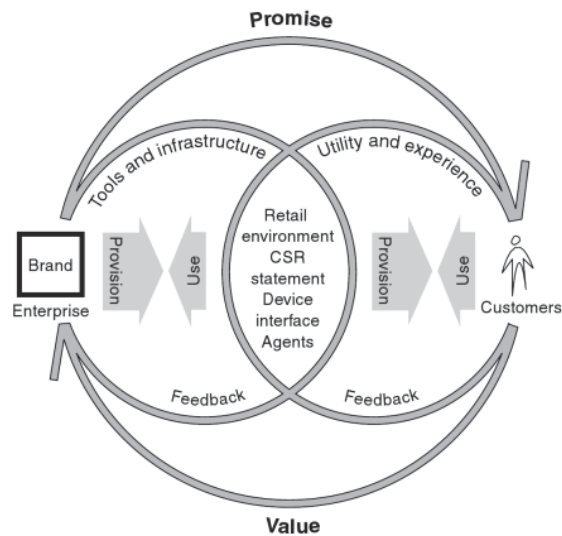 Promise
Tools and infrastructure
Utility and experience
Brand
Enterprise
Provision
Use
Retail
environment
CSR
statement
Device
interface
Agents
Provision
Use
Customers
Feedback
Feedback
Value